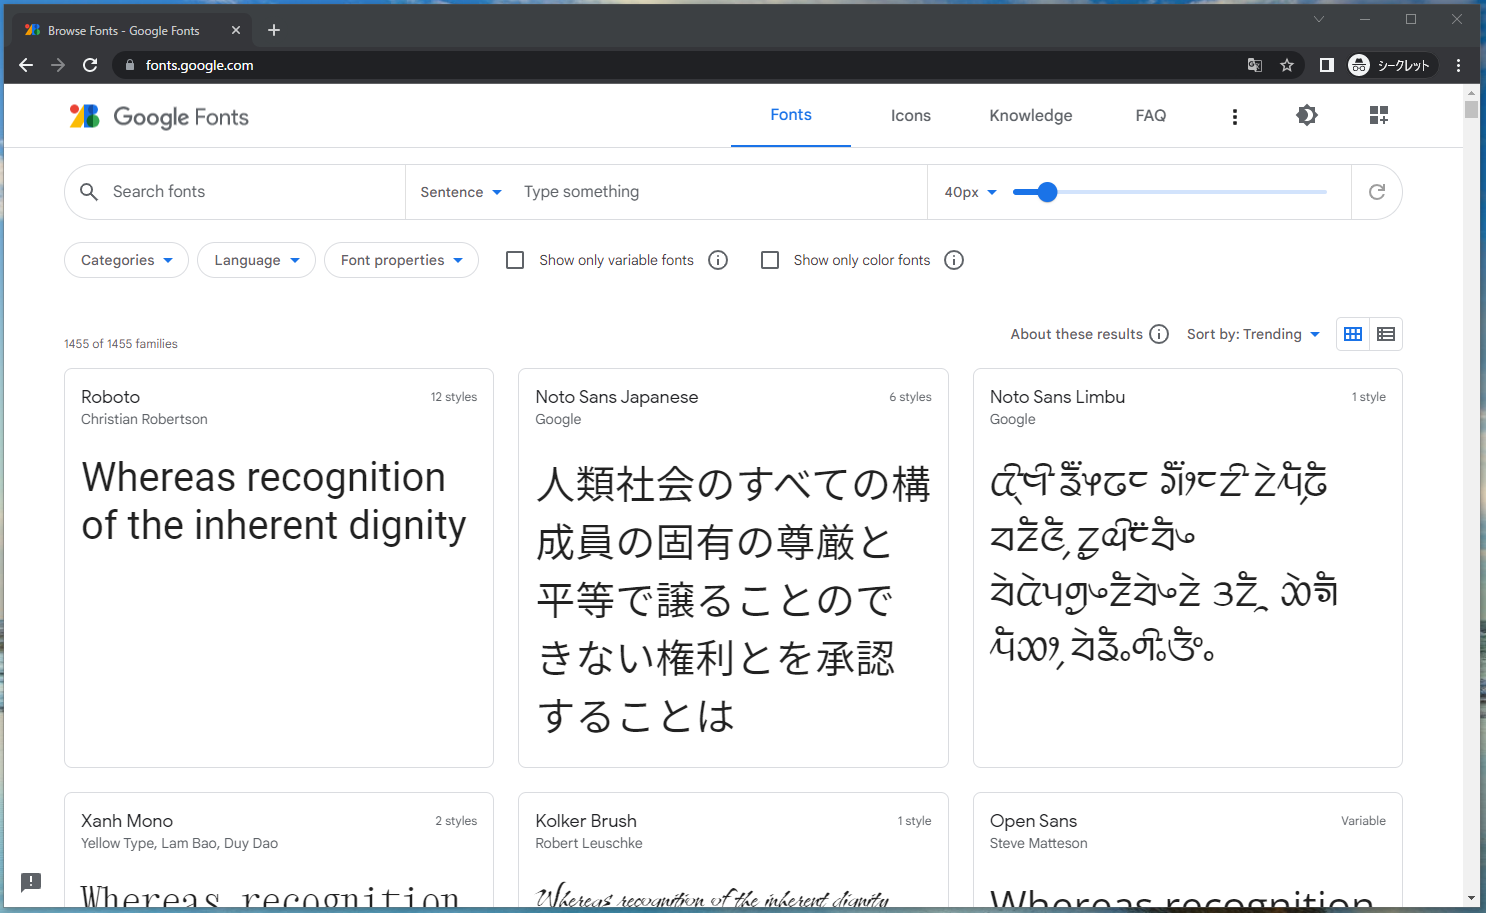 Browse Fonts - Google Fonts
fonts.google.com
シークレット
Google Fonts
Fonts
Icons
Knowledge
FAQ
Search fonts
Sentence
Type something
40px
Categories
Language
Font properties
Show only variable fonts
Show only color fonts
1455 of 1455 families
About these results
Sort by: Trending
Roboto
12 styles
Christian Robertson
Whereas recognition
of the inherent dignity
Noto Sans Japanese
6 styles
Google
人類社会のすべての構
成員の固有の尊厳と
平等で譲ることので
きない権利とを承認
することは
Noto Sans Limbu
1 style
Google
Xanh Mono
2 styles
Yellow Type, Lam Bao, Duy Dao
Whereas recognition
Kolker Brush
1 style
Robert Leuschke
Whereas recognition of the inherent dignity
Open Sans
Variable
Steve Matteson
Whereas recognition